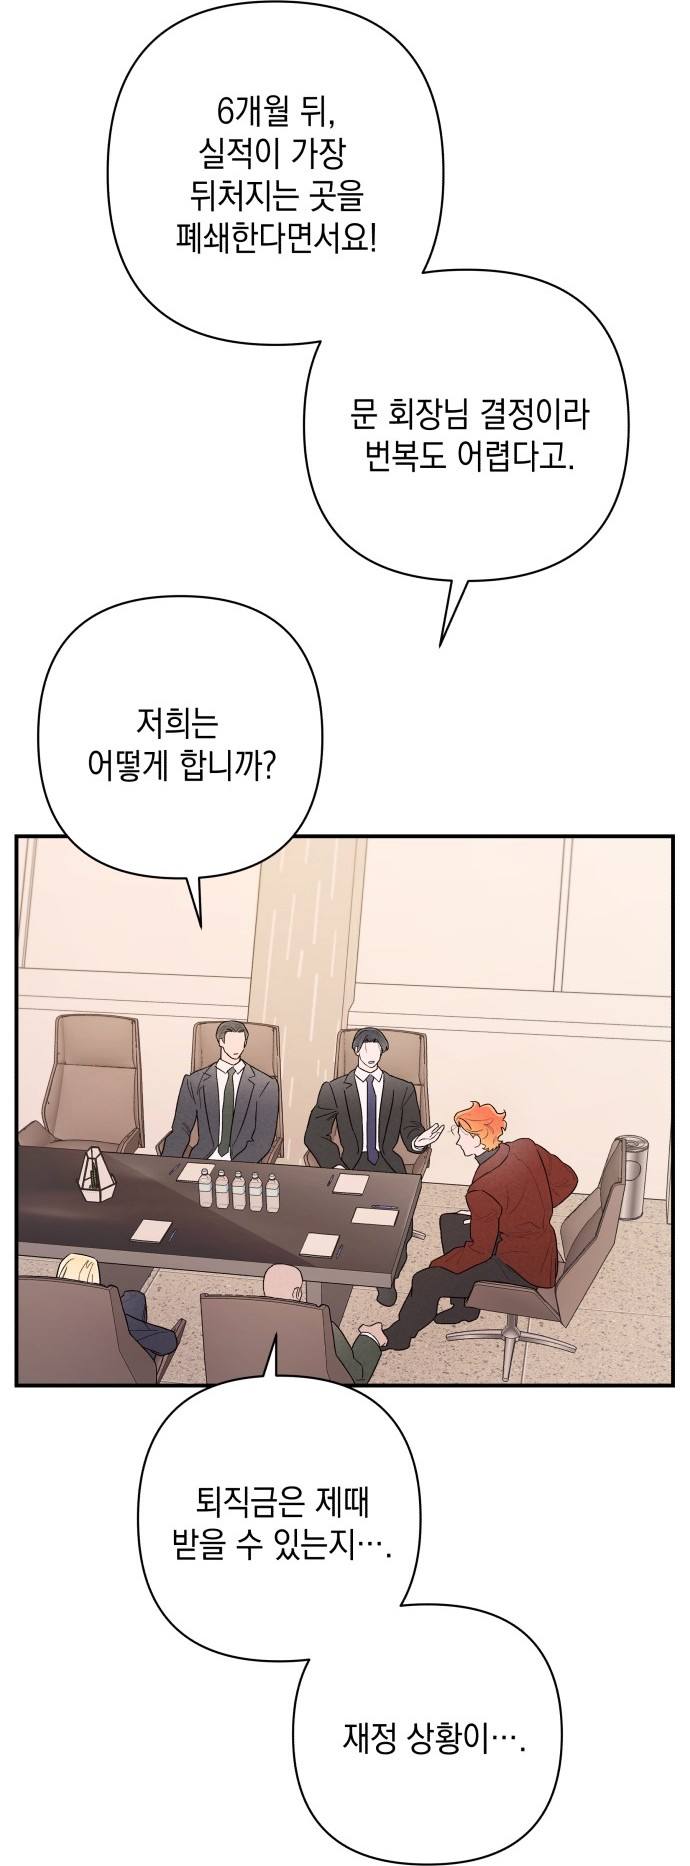 6개월 뒤,
실적이 가장
뒤처지는 곳을
폐쇄한다면서요!
문 회장님 결정이라
번복도 어렵다고.
저희는
어떻게 합니까?
퇴직금은 제때
받을 수 있는지….
재정 상황이….